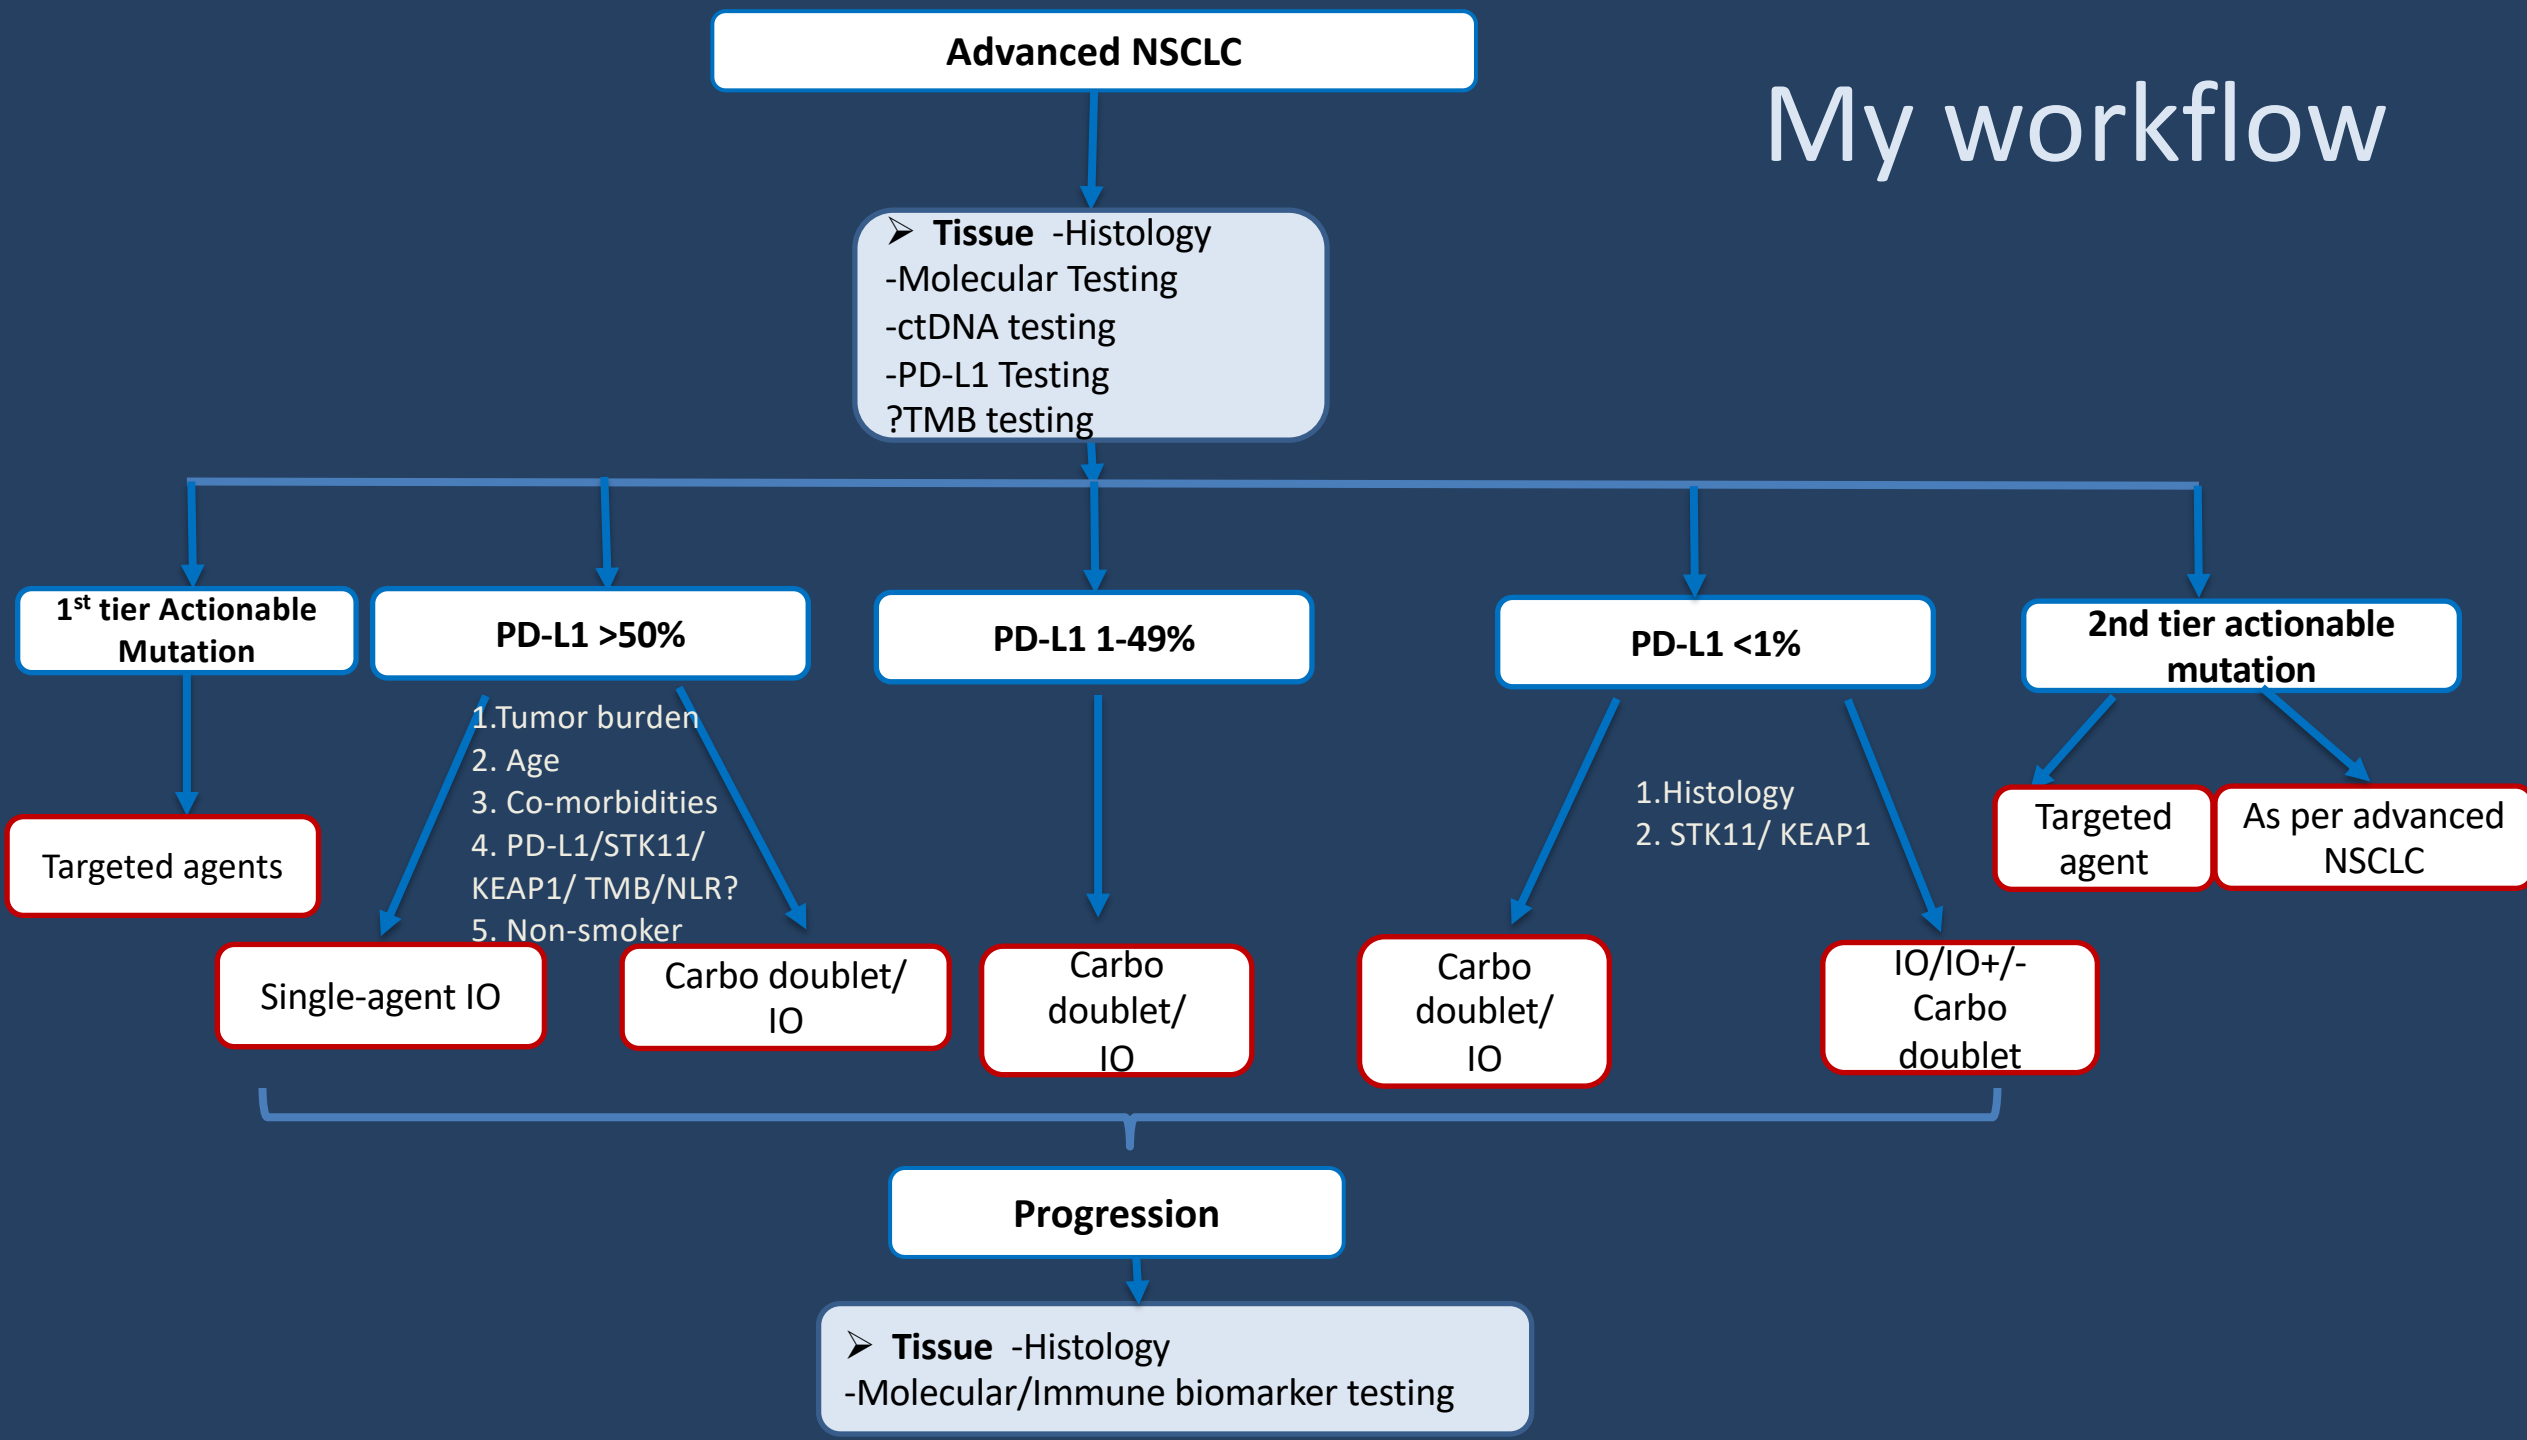 Advanced NSCLC
My workflow
➢ Tissue -Histology
-Molecular Testing
-ctDNA testing
-PD-L1 Testing
?TMB testing
1st tier Actionable
Mutation
PD-L1 >50%
PD-L1 1-49%
PD-L1 <1%
2nd tier actionable
mutation
1.Tumor burden
2. Age
3. Co-morbidities
4. PD-L1/STK11/
KEAP1/ TMB/NLR?
5. Non-smoker
1.Histology
2. STK11/ KEAP1
Targeted agents
Targeted
agent
As per advanced
NSCLC
Single-agent IO
Carbo doublet/
IO
Carbo
doublet/
IO
Carbo
doublet/
IO
IO/IO+/-
Carbo
doublet
Progression
➢ Tissue -Histology
-Molecular/Immune biomarker testing